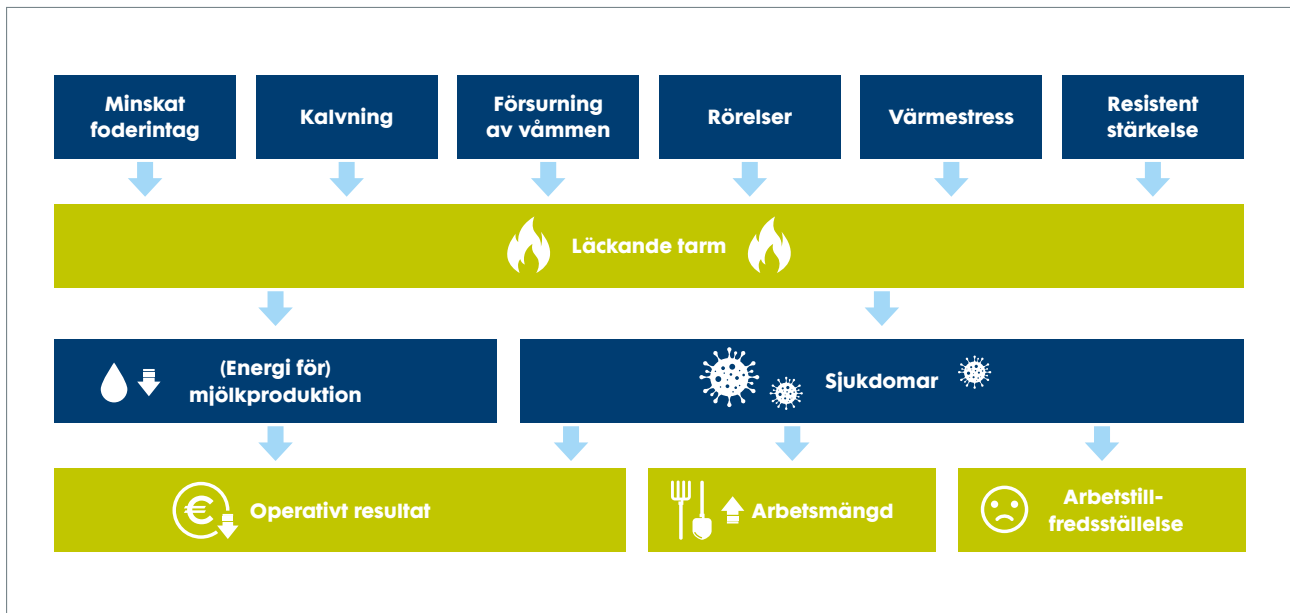 Minskat
foderintag
Kalvning
Försurning
av våmmen
Rörelser
Värmestress
Resistent
stärkelse
Läckande tarm
(Energi för)
mjölkproduktion
Sjukdomar
€ Operativt resultat
Arbetsmängd
Arbetstill-
fredsställelse